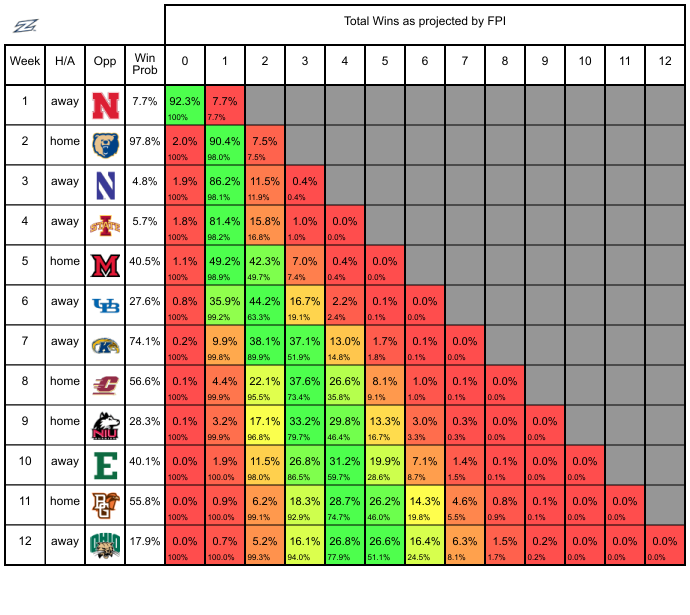 Total Wins as projected by FPI
Week H/A Opp Win Prob 0 1 2 3 4 5 6 7 8 9 10 11 12
1 away N 7.7% 92.3% 7.7%
100% 7.7%
2 home 97.8% 2.0% 90.4% 7.5%
100% 98.0% 7.5%
3 away N 4.8% 1.9% 86.2% 11.5% 0.4%
100% 98.1% 11.9% 0.4%
4 away STATE 5.7% 1.8% 81.4% 15.8% 1.0% 0.0%
100% 98.2% 16.8% 1.0% 0.0%
5 home M 40.5% 1.1% 49.2% 42.3% 7.0% 0.4% 0.0%
100% 98.9% 49.7% 7.4% 0.4% 0.0%
6 away UB 27.6% 0.8% 35.9% 44.2% 16.7% 2.2% 0.1% 0.0%
100% 99.2% 63.3% 19.1% 2.4% 0.1% 0.0%
7 away K 74.1% 0.2% 9.9% 38.1% 37.1% 13.0% 1.7% 0.1% 0.0%
100% 99.8% 89.9% 51.9% 14.8% 1.8% 0.1% 0.0%
8 home C 56.6% 0.1% 4.4% 22.1% 37.6% 26.6% 8.1% 1.0% 0.1% 0.0%
100% 99.9% 95.5% 73.4% 35.8% 9.1% 1.0% 0.1% 0.0%
9 home NIU 28.3% 0.1% 3.2% 17.1% 33.2% 29.8% 13.3% 3.0% 0.3% 0.0% 0.0%
100% 99.9% 96.8% 79.7% 46.4% 16.7% 3.3% 0.3% 0.0% 0.0%
10 away E 40.1% 0.0% 1.9% 11.5% 26.8% 31.2% 19.9% 7.1% 1.4% 0.1% 0.0% 0.0%
100% 100.0% 98.0% 86.5% 59.7% 28.6% 8.7% 1.5% 0.1% 0.0% 0.0%
11 home BG 55.8% 0.0% 0.9% 6.2% 18.3% 28.7% 26.2% 14.3% 4.6% 0.8% 0.1% 0.0% 0.0%
100% 100.0% 99.1% 92.9% 74.7% 46.0% 19.8% 5.5% 0.9% 0.1% 0.0% 0.0%
12 away OHIO 17.9% 0.0% 0.7% 5.2% 16.1% 26.8% 26.6% 16.4% 6.3% 1.5% 0.2% 0.0% 0.0% 0.0%
100% 100.0% 99.3% 94.0% 77.9% 51.1% 24.5% 8.1% 1.7% 0.2% 0.0% 0.0% 0.0%